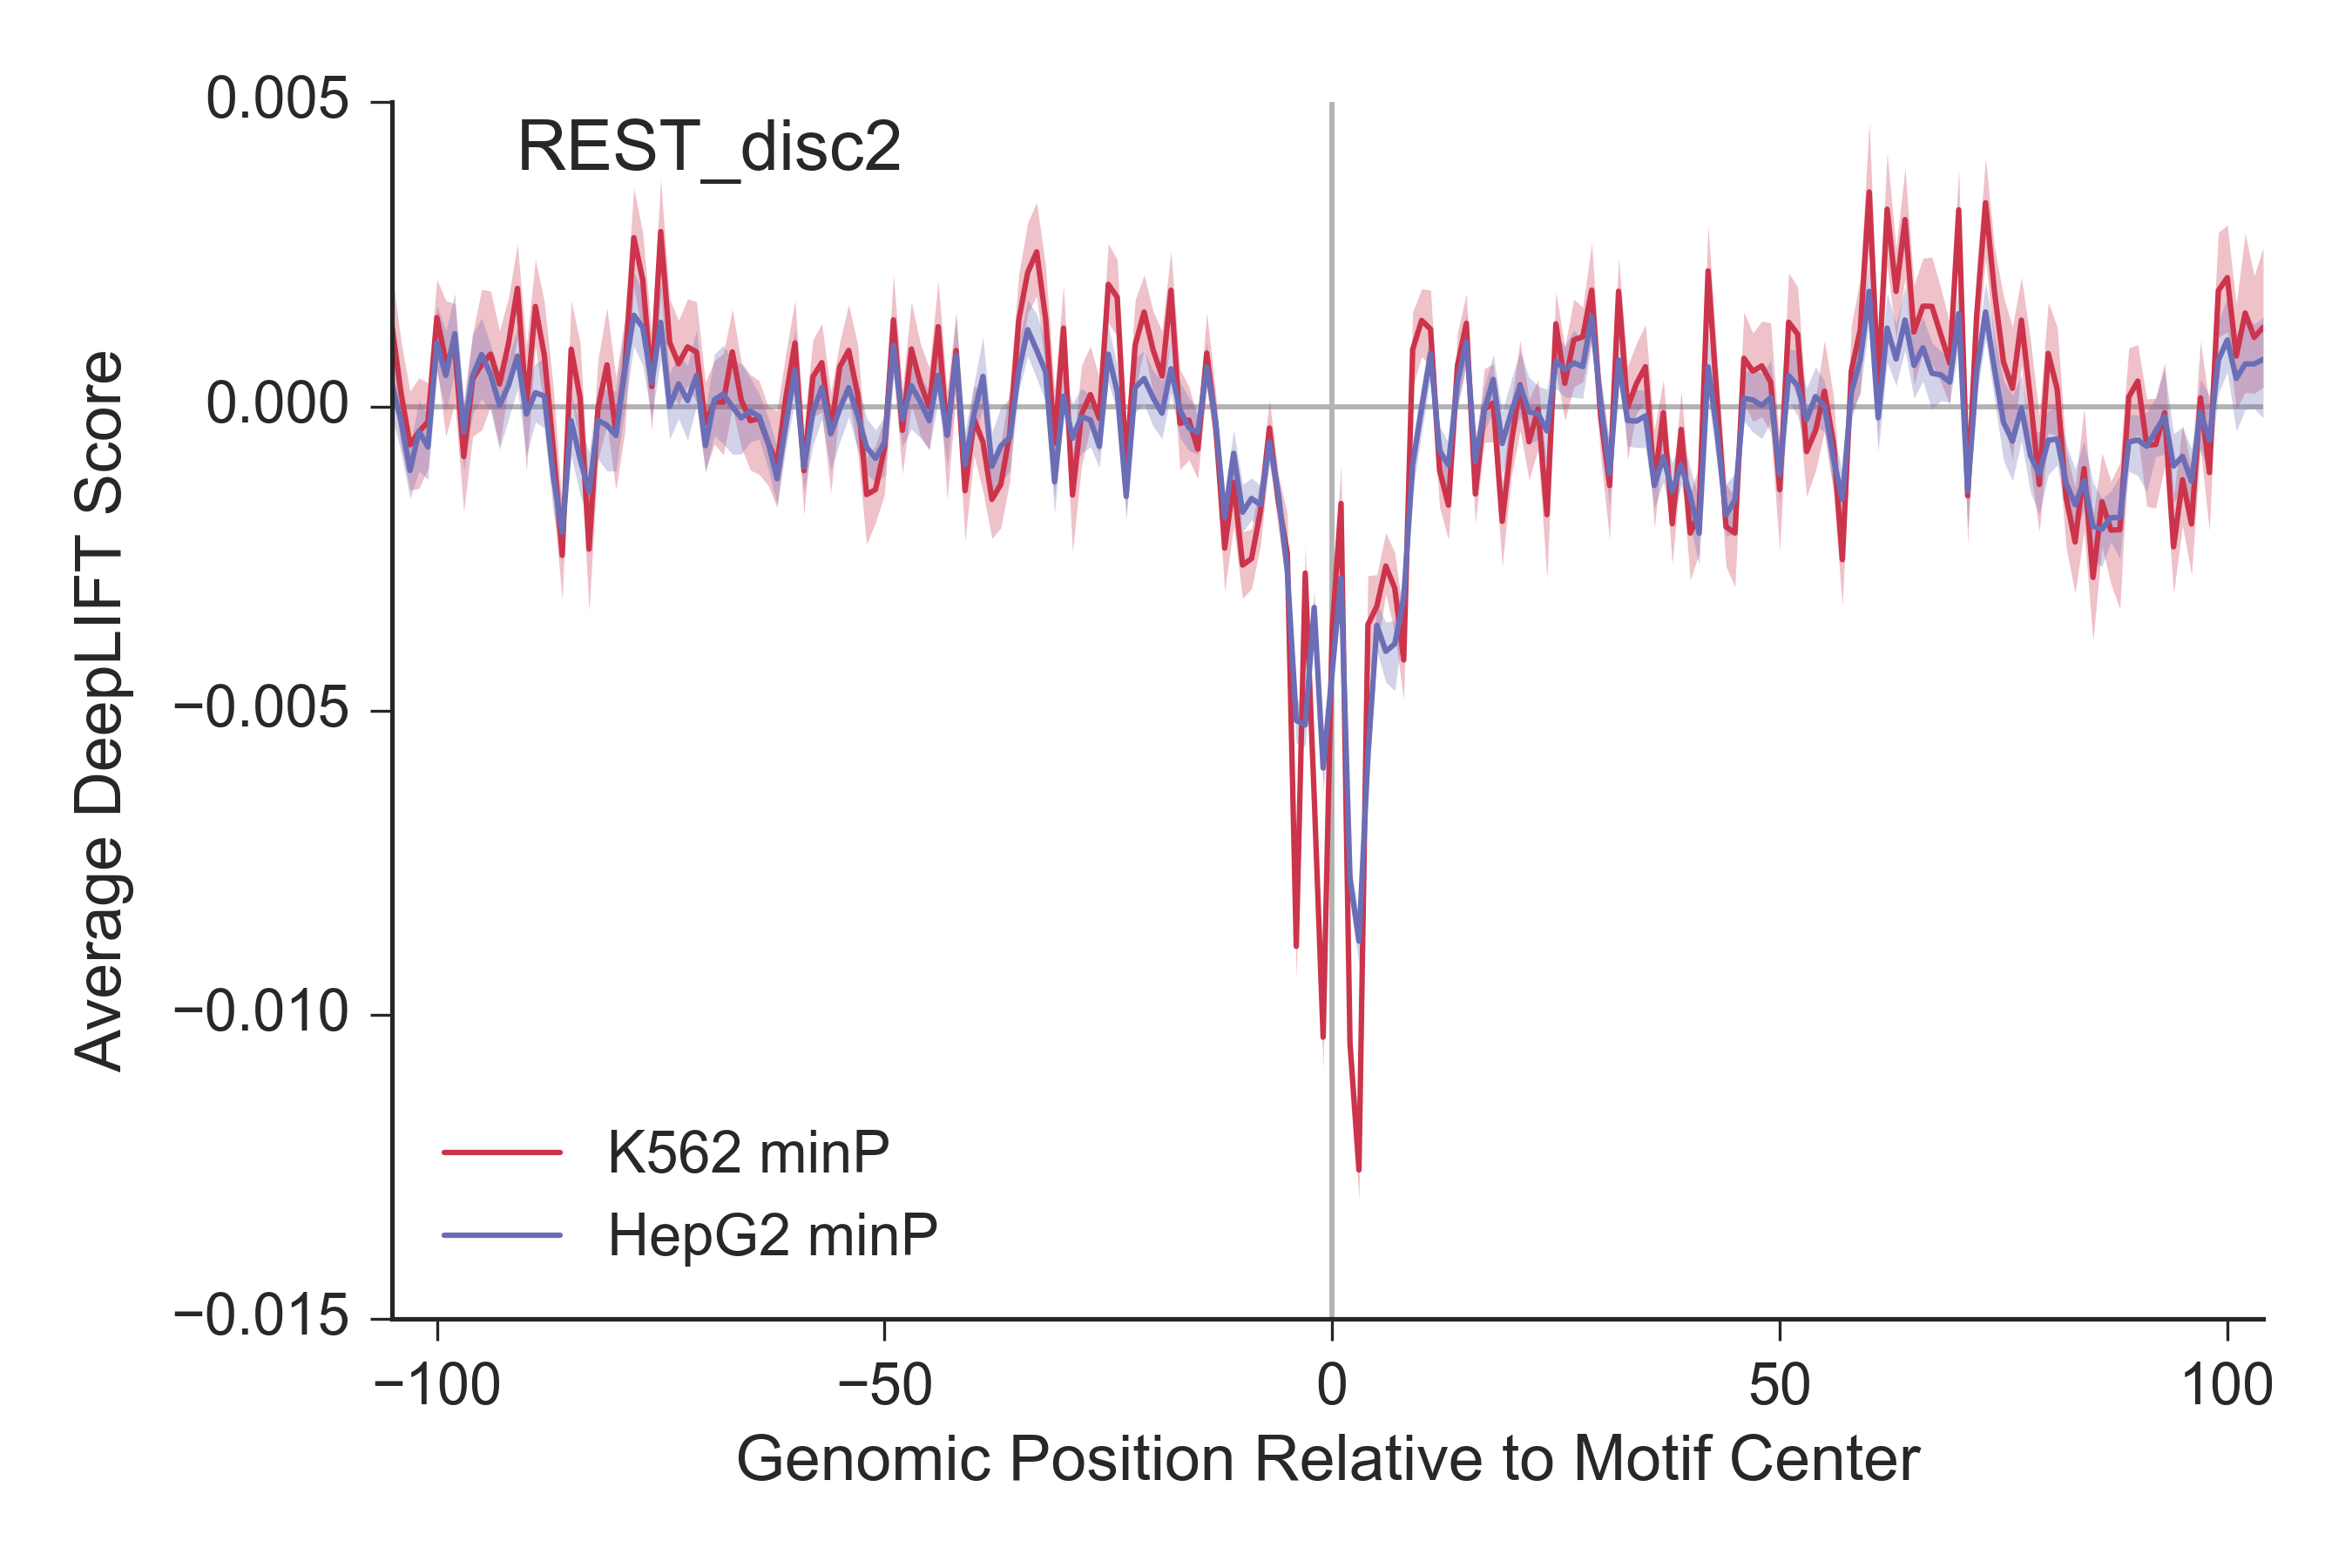 REST_disc2
0.005
0.000
−0.005
−0.010
−0.015
Average DeepLIFT Score
K562 minP
HepG2 minP
−100 −50 0 50 100
Genomic Position Relative to Motif Center